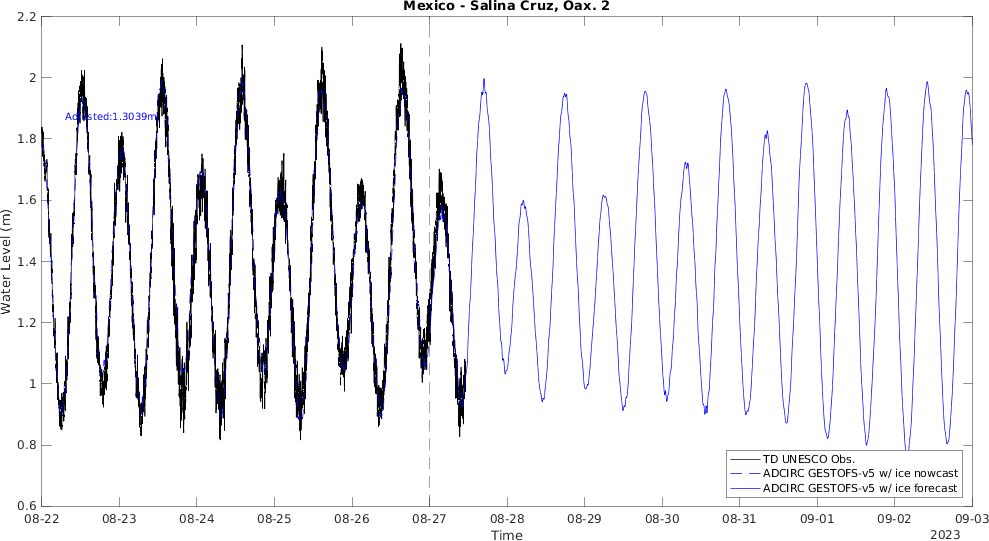 Mexico - Salina Cruz, Oax. 2
Water Level (m)
2.2
2
1.8
1.6
1.4
1.2
1
0.8
0.6
Adjusted:1.3039m
TD UNESCO Obs.
ADCIRC GESTOFS-v5 w/ ice nowcast
ADCIRC GESTOFS-v5 w/ ice forecast
08-22 08-23 08-24 08-25 08-26 08-27 08-28 08-29 08-30 08-31 09-01 09-02 09-03
Time
2023